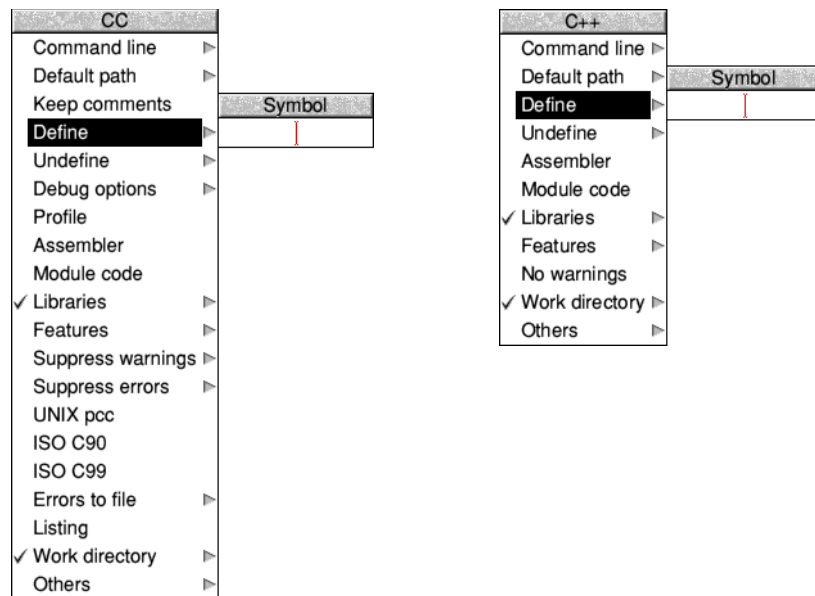 CC
Command line
Default path
Keep comments
Define
Symbol
Undefine
Debug options
Profile
Assembler
Module code
Libraries
Features
Suppress warnings
Suppress errors
UNIX pcc
ISO C90
ISO C99
Errors to file
Listing
Work directory
Others
C++
Command line
Default path
Define
Symbol
Undefine
Assembler
Module code
Libraries
Features
No warnings
Work directory
Others